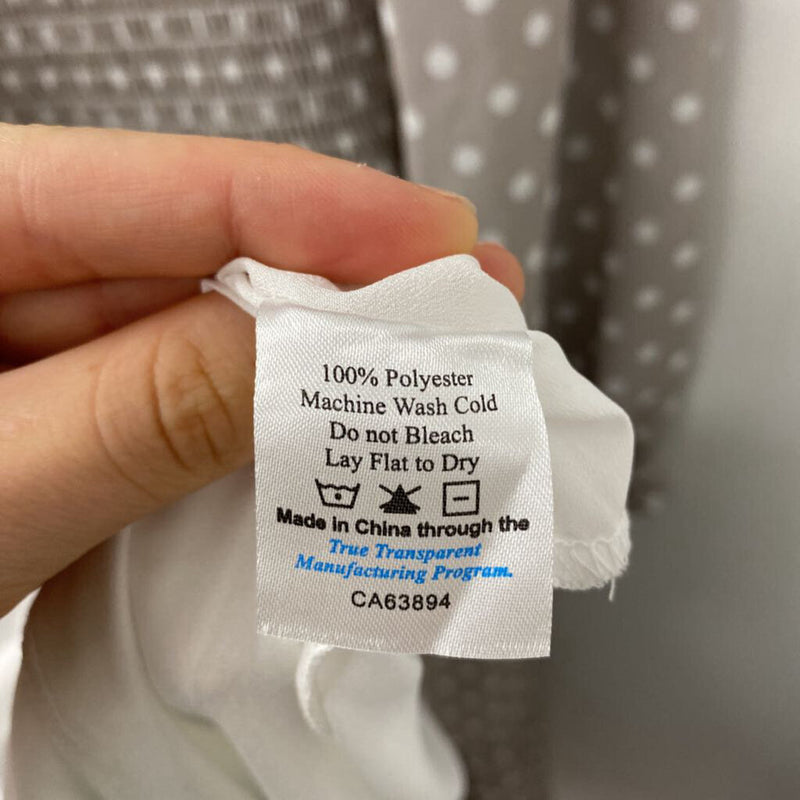 100% Polyester
Machine Wash Cold
Do not Bleach
Lay Flat to Dry
Made in China through the
True Transparent
Manufacturing Program.
CA63894